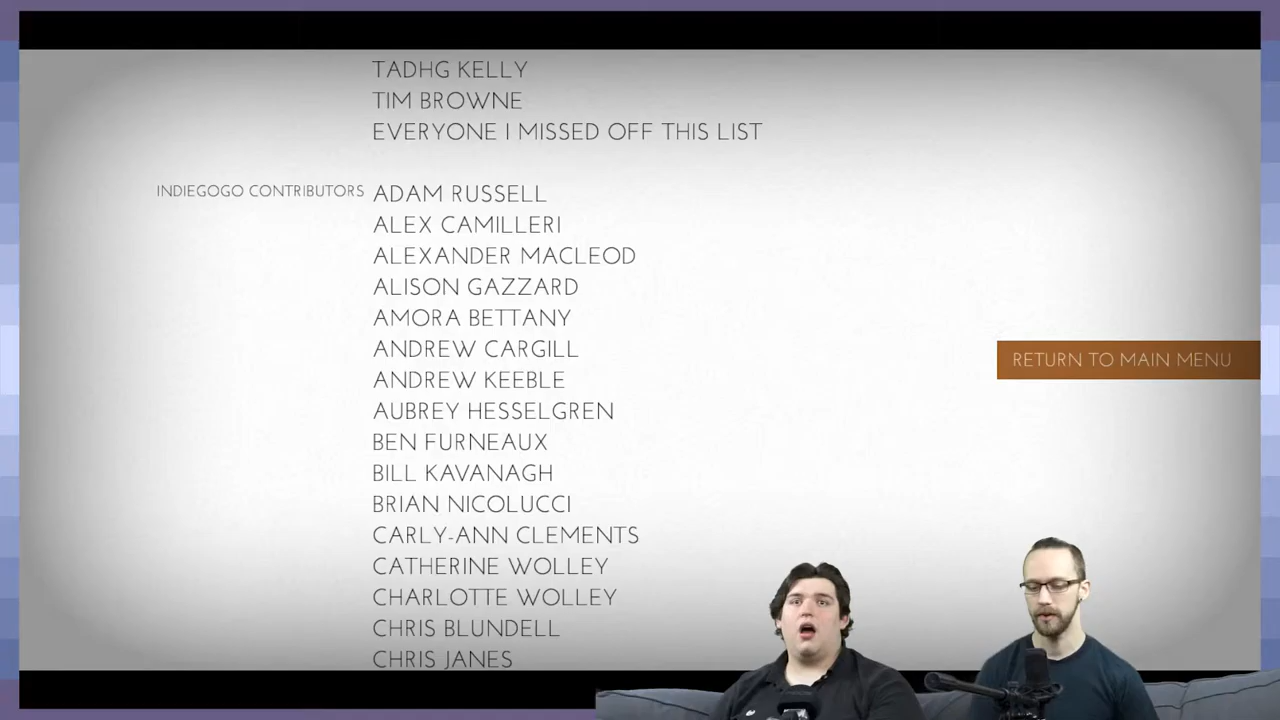 TADHG KELLY
TIM BROWNE
EVERYONE I MISSED OFF THIS LIST
INDIEGOGO CONTRIBUTORS ADAM RUSSELL
ALEX CAMILLERI
ALEXANDER MACLEOD
ALISON GAZZARD
AMORA BETTANY
ANDREW CARGILL
RETURN TO MAIN MENU
ANDREW KEEBLE
AUBREY HESSELGREN
BEN FURNEAUX
BILL KAVANAGH
BRIAN NICOLUCCI
CARLY-ANN CLEMENTS
CATHERINE WOLLEY
CHARLOTTE WOLLEY
CHRIS BLUNDELL
CHRIS JANES